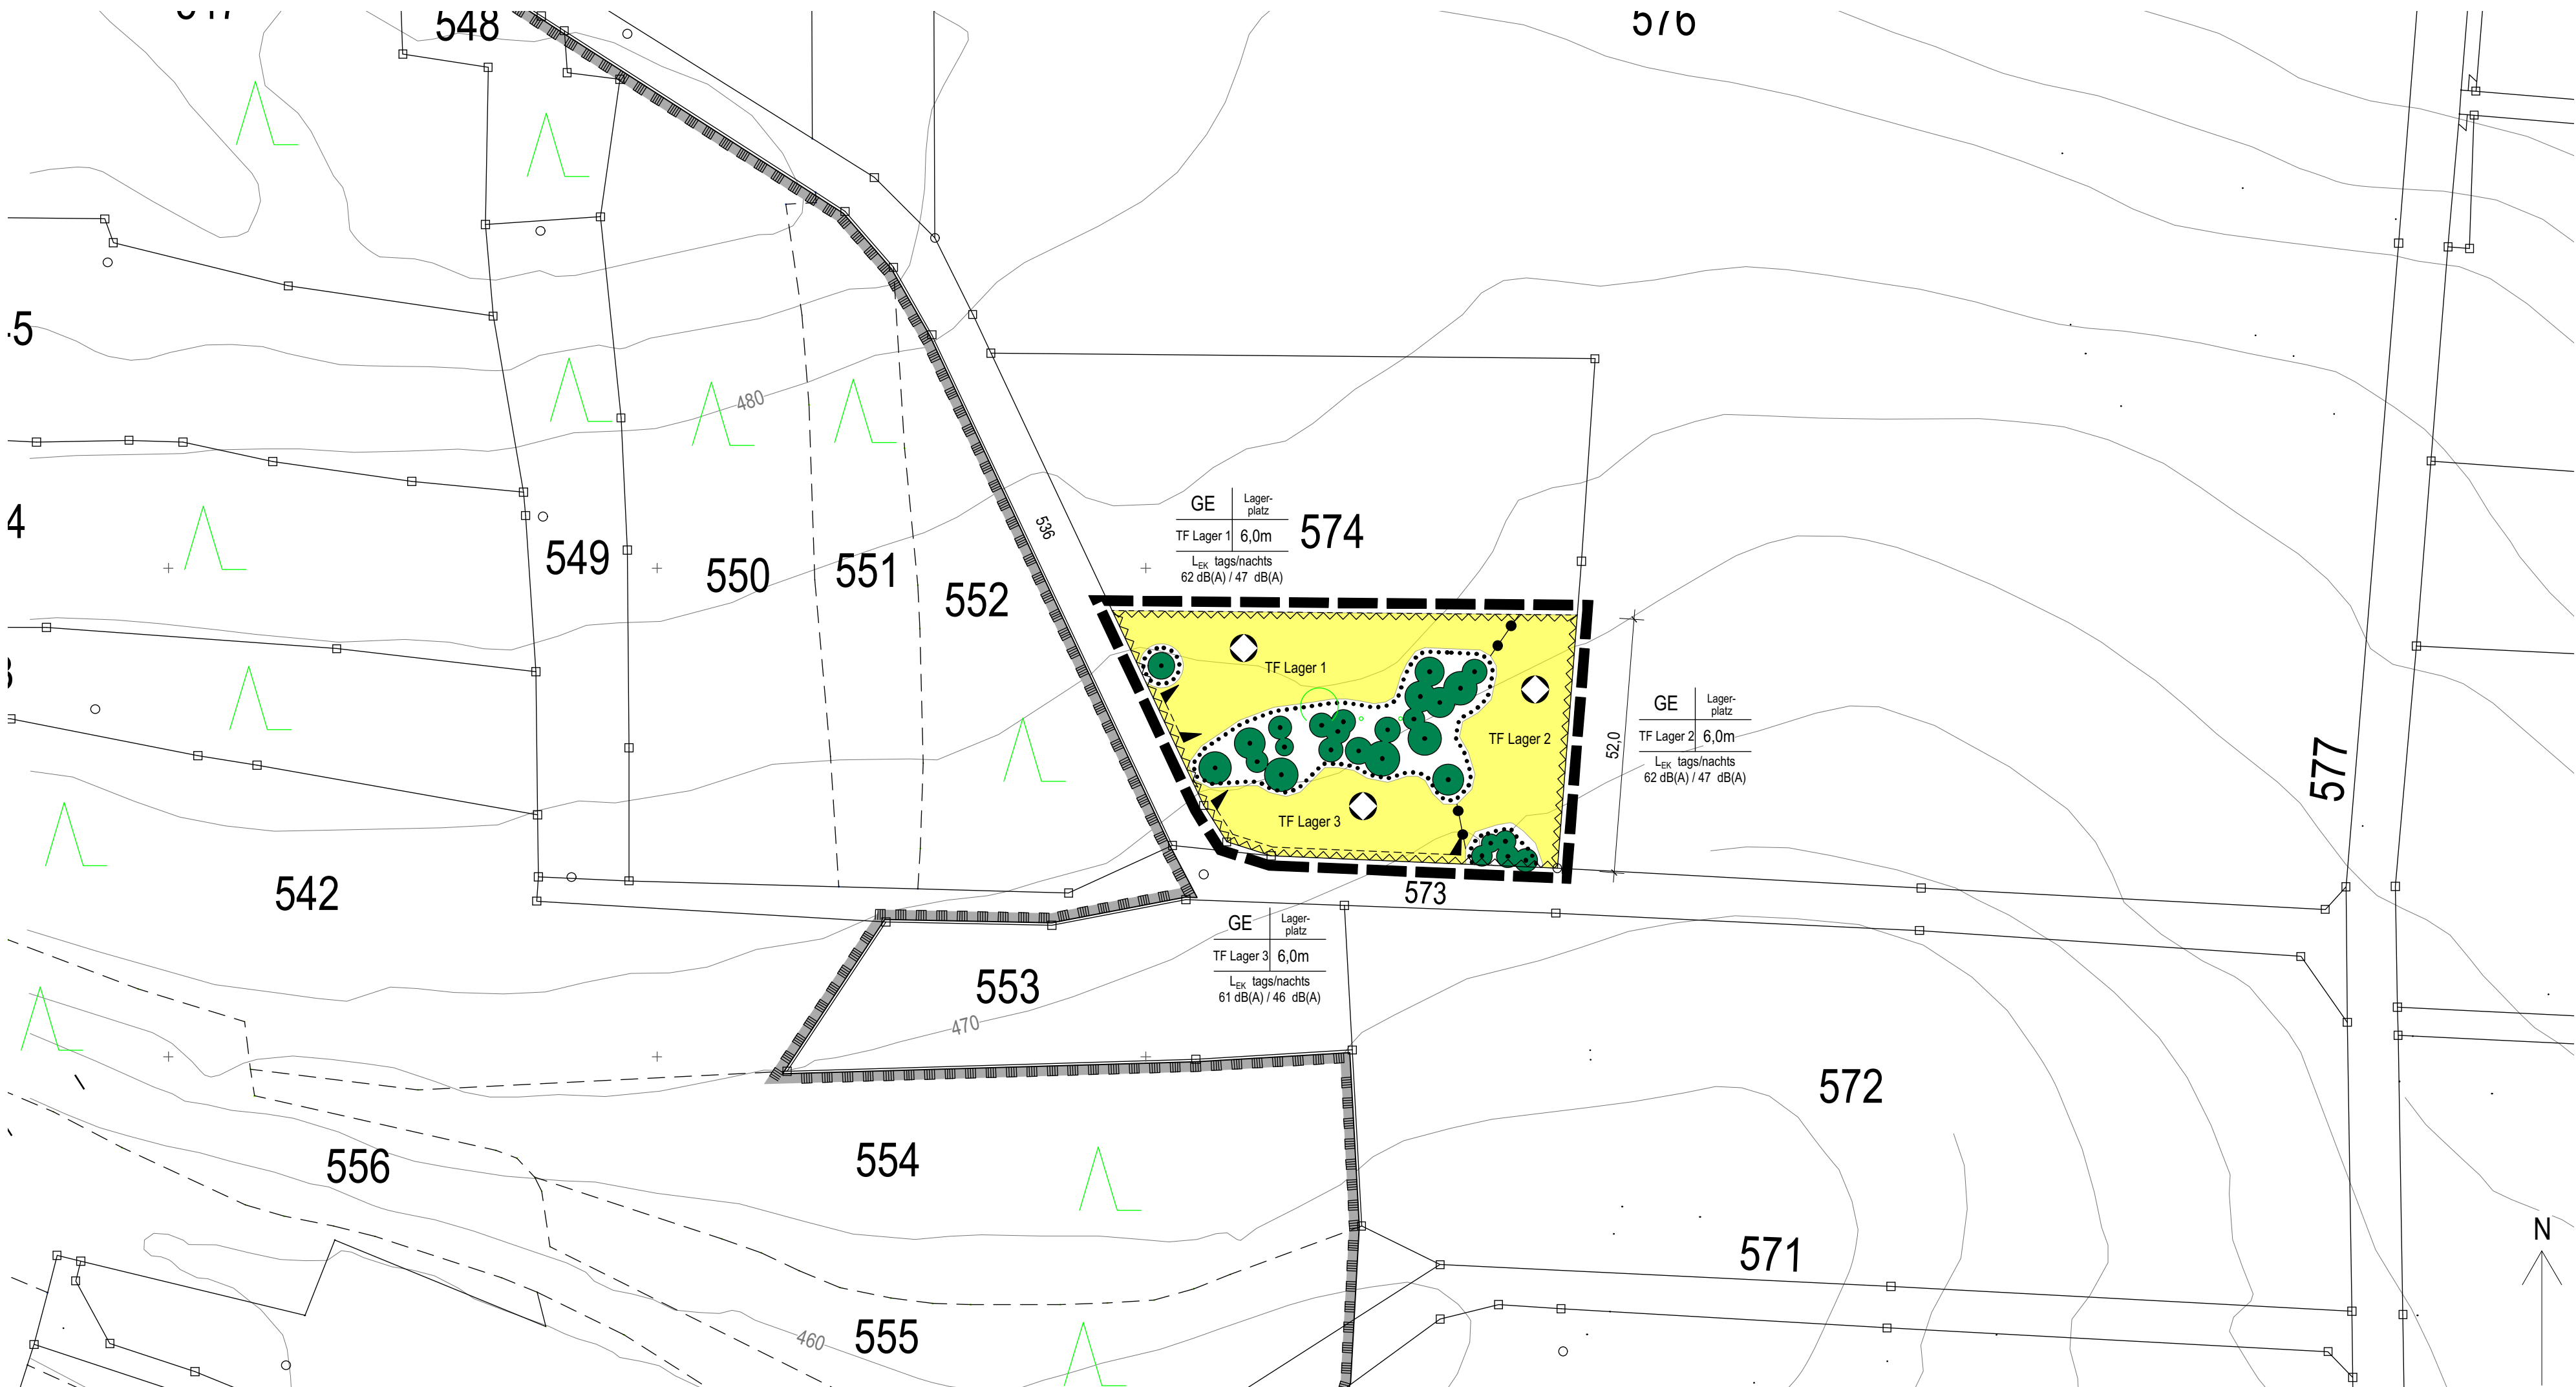 548
576
480
536
GE Lager-
platz
TF Lager 1 6,0m
LEK tags/nachts
62 dB(A) / 47 dB(A)
574
549
550
551
552
TF Lager 1
TF Lager 2
TF Lager 3
52,0
GE Lager-
platz
TF Lager 2 6,0m
LEK tags/nachts
62 dB(A) / 47 dB(A)
577
542
573
GE Lager-
platz
TF Lager 3 6,0m
LEK tags/nachts
61 dB(A) / 46 dB(A)
553
470
572
554
556
571
N
555
460